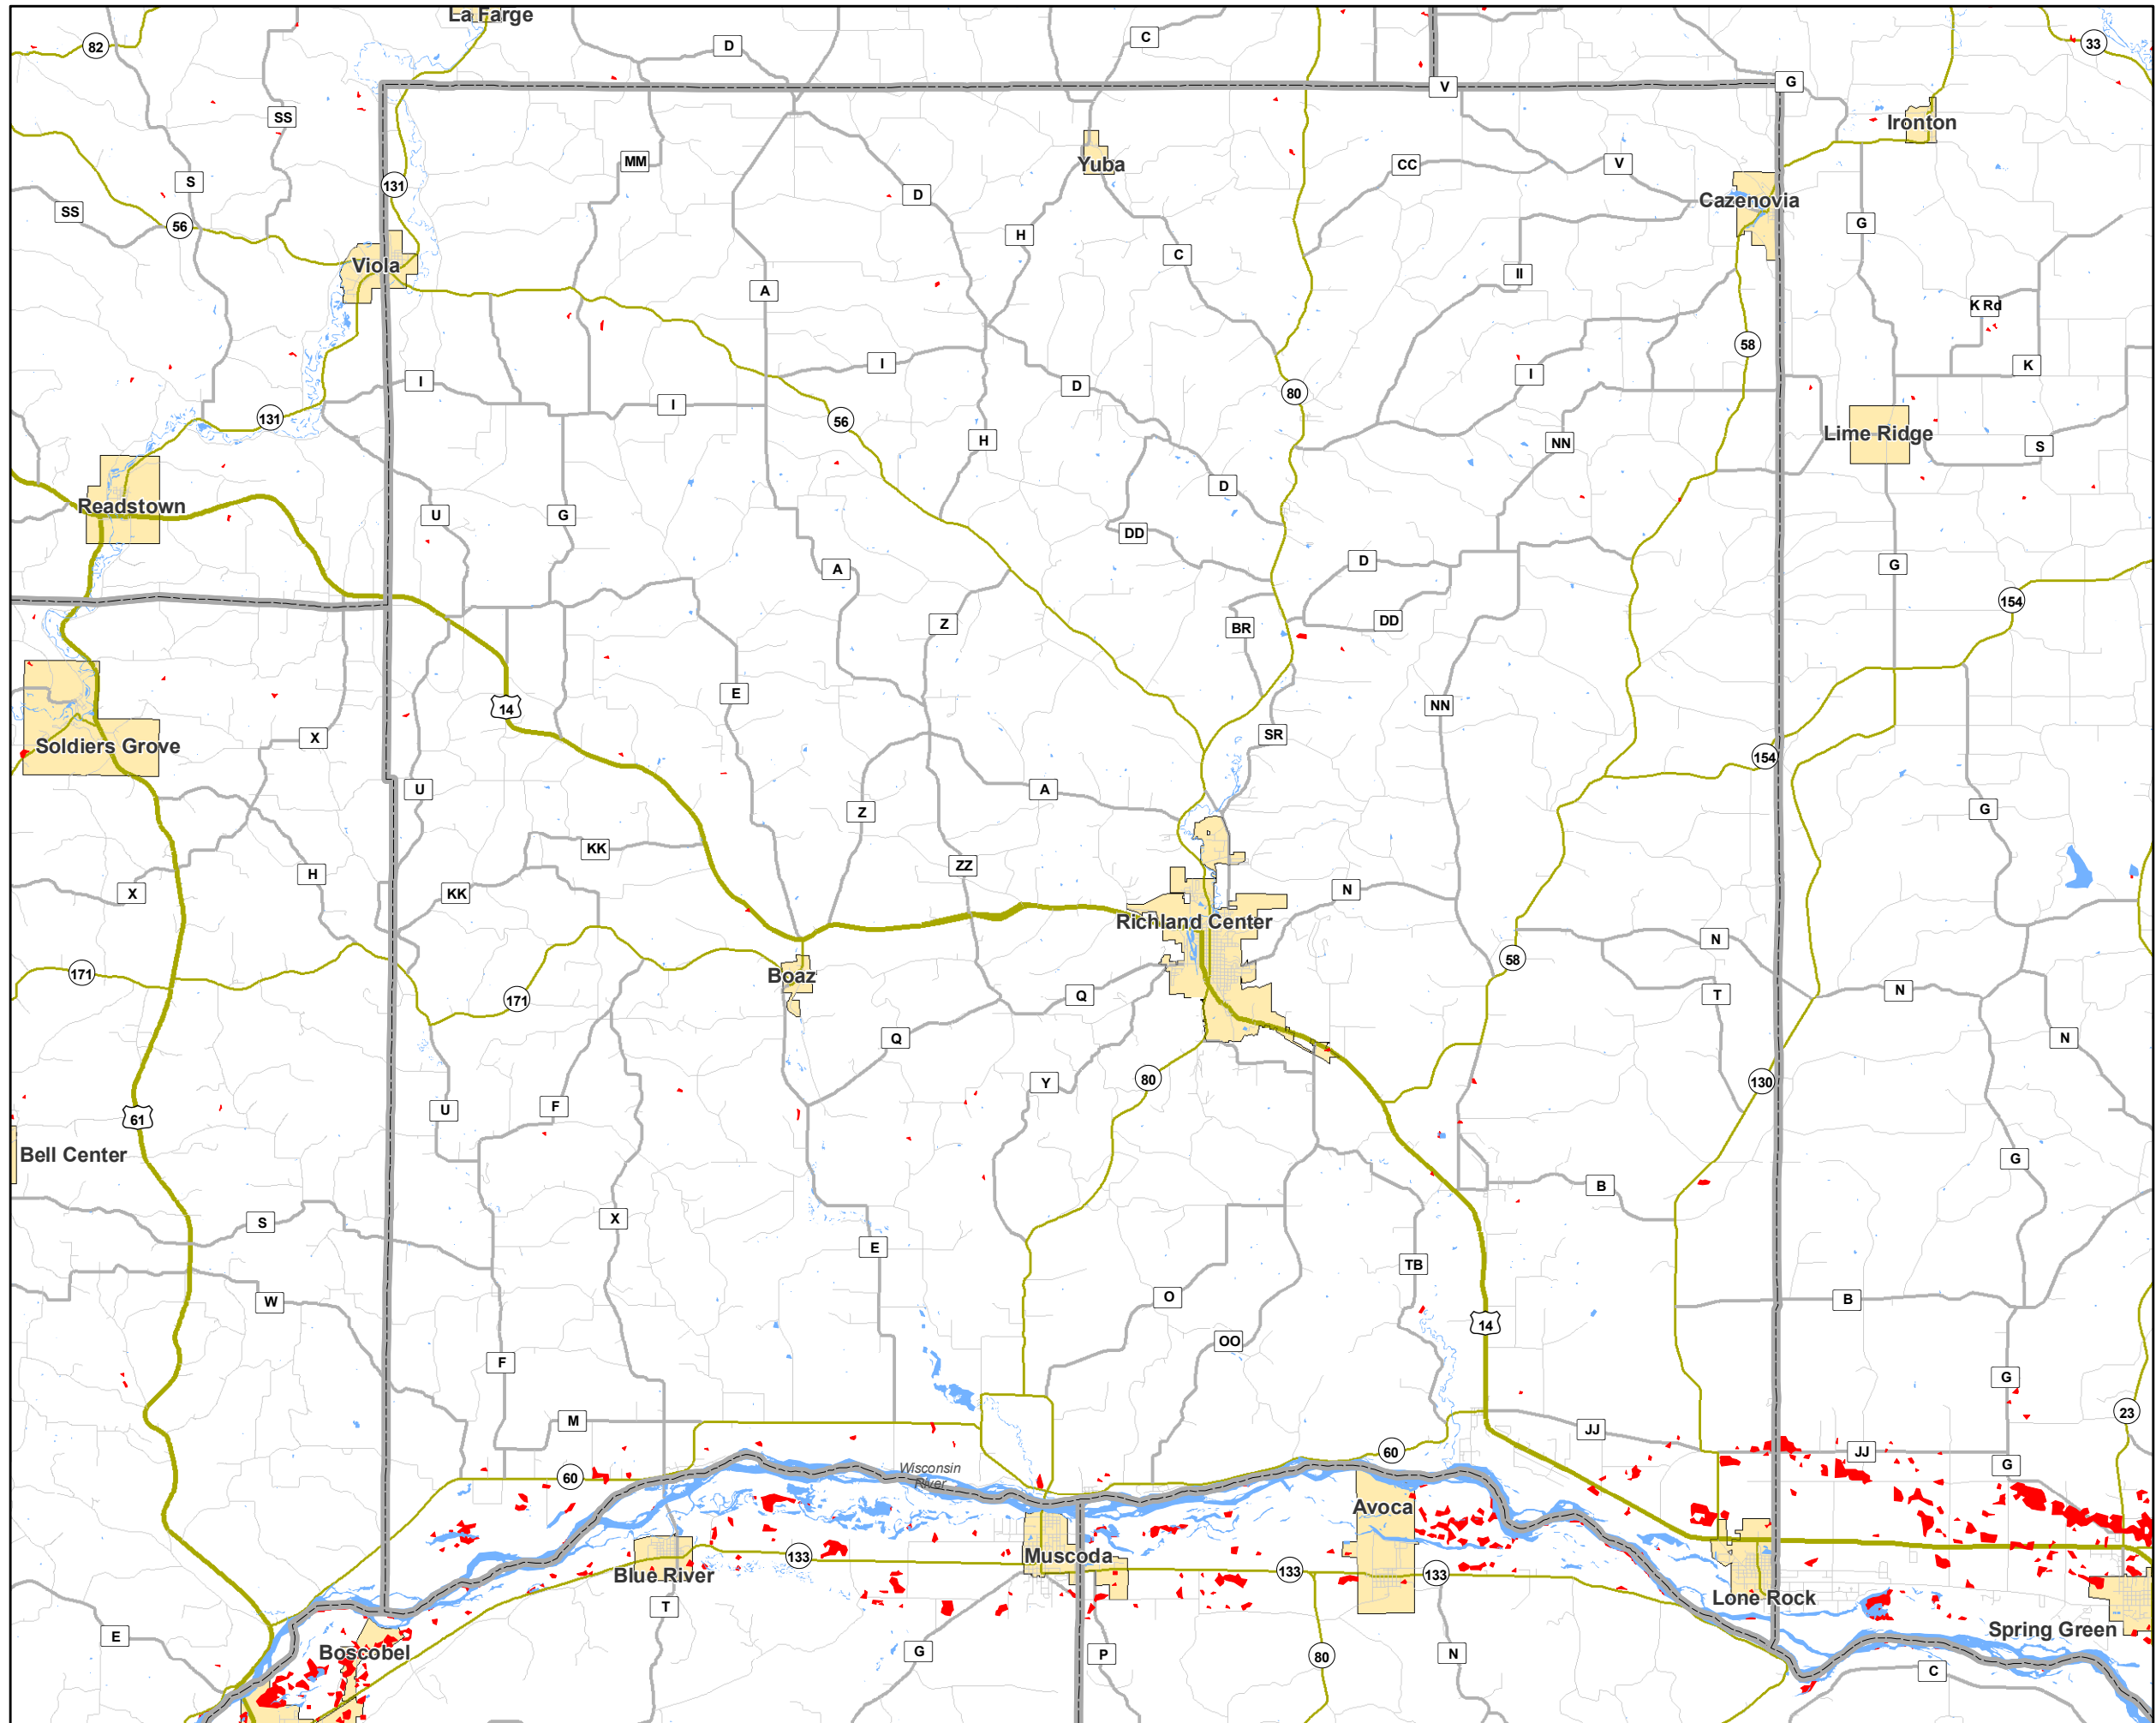 La Farge
C
D
82
33
V
G
SS
Ironton
MM
Yuba
CC
V
S
131
D
Cazenovia
SS
56
H
G
C
Viola
II
A
K Rd
58
I
K
I
D
I
80
I
131
56
Lime Ridge
H
NN
S
D
Readstown
U
G
DD
D
G
A
154
Z
BR
DD
E
NN
14
SR
X
Soldiers Grove
154
U
A
G
Z
KK
ZZ
H
N
X
KK
Richland Center
N
58
171
Boaz
N
T
Q
171
N
Q
80
Y
130
F
U
61
Bell Center
G
B
X
S
E
TB
O
B
W
14
OO
F
G
23
M
JJ
60
JJ
Wisconsin
River
G
60
Avoca
133
Muscoda
133
133
Blue River
Lone Rock
T
Spring Green
E
Boscobel
G
P
80
N
C